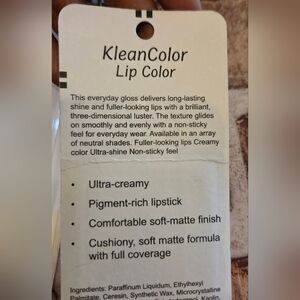 KleanColor
Lip Color
This everyday gloss delivers long-lasting
shine and fuller-looking lips with a brilliant,
three-dimensional luster. The texture glides
on smoothly and evenly with a non-sticky
feel for everyday wear. Available in an array
of neutral shades. Fuller-looking lips Creamy
color Ultra-shine Non-sticky feel
• Ultra-creamy
• Pigment-rich lipstick
• Comfortable soft-matte finish
• Cushiony, soft matte formula
with full coverage
Ingredients: Paraffinum Liquidum, Ethylhexyl
Palmitate, Ceresin, Synthetic Wax, Microcrystalline
Kaolin,